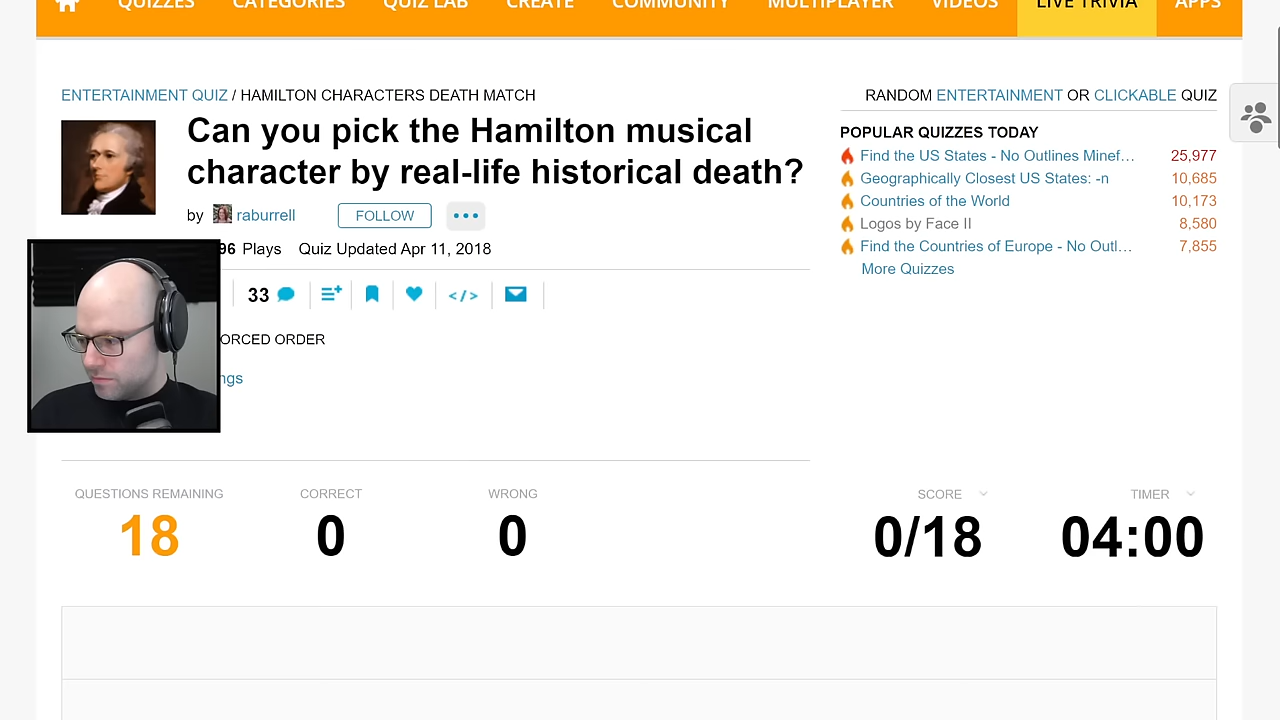 QUIZZES CATEGORIES QUIZ LAB CREATE COMMUNITY MULTIPLAYER VIDEOS LIVE TRIVIA APPS
ENTERTAINMENT QUIZ / HAMILTON CHARACTERS DEATH MATCH
Can you pick the Hamilton musical
character by real-life historical death?
by raburrell FOLLOW
96 Plays Quiz Updated Apr 11, 2018
33
ORCED ORDER
ngs
RANDOM ENTERTAINMENT OR CLICKABLE QUIZ
POPULAR QUIZZES TODAY
Find the US States - No Outlines Minef... 25,977
Geographically Closest US States: -n 10,685
Countries of the World 10,173
Logos by Face II 8,580
Find the Countries of Europe - No Outl... 7,855
More Quizzes
QUESTIONS REMAINING CORRECT WRONG SCORE TIMER
18 0 0 0/18 04:00